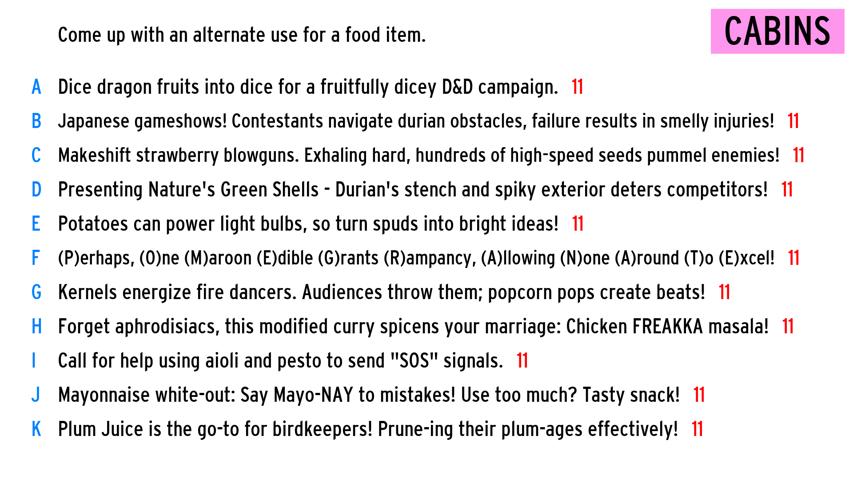 Come up with an alternate use for a food item.
CABINS
A Dice dragon fruits into dice for a fruitfully dicey D&D campaign. 11
B Japanese gameshows! Contestants navigate durian obstacles, failure results in smelly injuries! 11
C Makeshift strawberry blowguns. Exhaling hard, hundreds of high-speed seeds pummel enemies! 11
D Presenting Nature's Green Shells - Durian's stench and spiky exterior deters competitors! 11
E Potatoes can power light bulbs, so turn spuds into bright ideas! 11
F (P)erhaps, (O)ne (M)aroon (E)dible (G)rants (R)ampancy, (A)llowing (N)one (A)round (T)o (E)xcel! 11
G Kernels energize fire dancers. Audiences throw them; popcorn pops create beats! 11
H Forget aphrodisiacs, this modified curry spicens your marriage: Chicken FREAKKA masala! 11
I Call for help using aioli and pesto to send "SOS" signals. 11
J Mayonnaise white-out: Say Mayo-NAY to mistakes! Use too much? Tasty snack! 11
K Plum Juice is the go-to for birdkeepers! Prune-ing their plum-ages effectively! 11